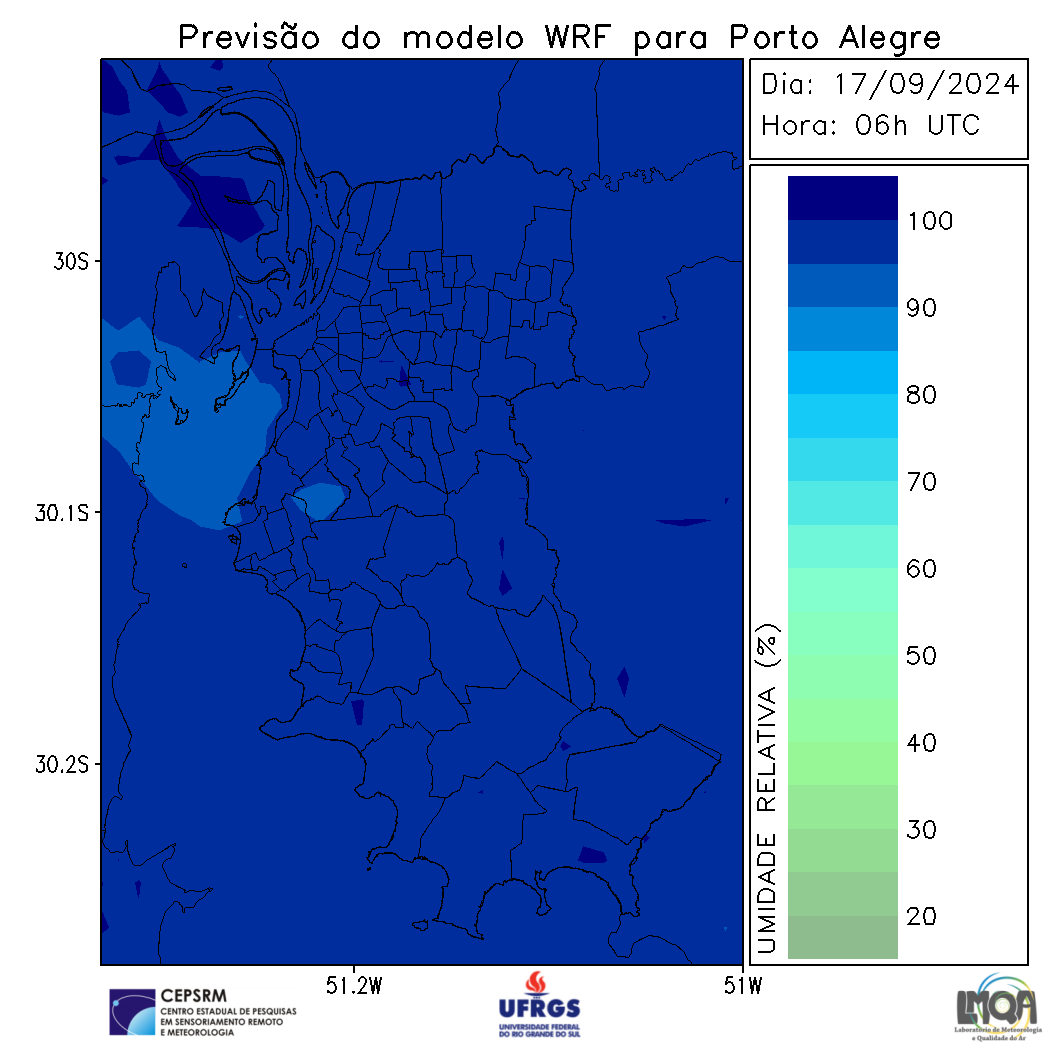 Previsão do modelo WRF para Porto Alegre
Dia: 17/09/2024
Hora: 06h UTC
100
90
80
70
60
50
40
30
20
UMIDADE RELATIVA (%)
30S
30.1S
30.2S
51.2W
51W
CEPSRM
CENTRO ESTADUAL DE PESQUISAS
EM SENSORIAMENTO REMOTO
E METEOROLOGIA
UFRGS
UNIVERSIDADE FEDERAL
DO RIO GRANDE DO SUL
LMQA
Laboratório de Meteorologia
e Qualidade do Ar